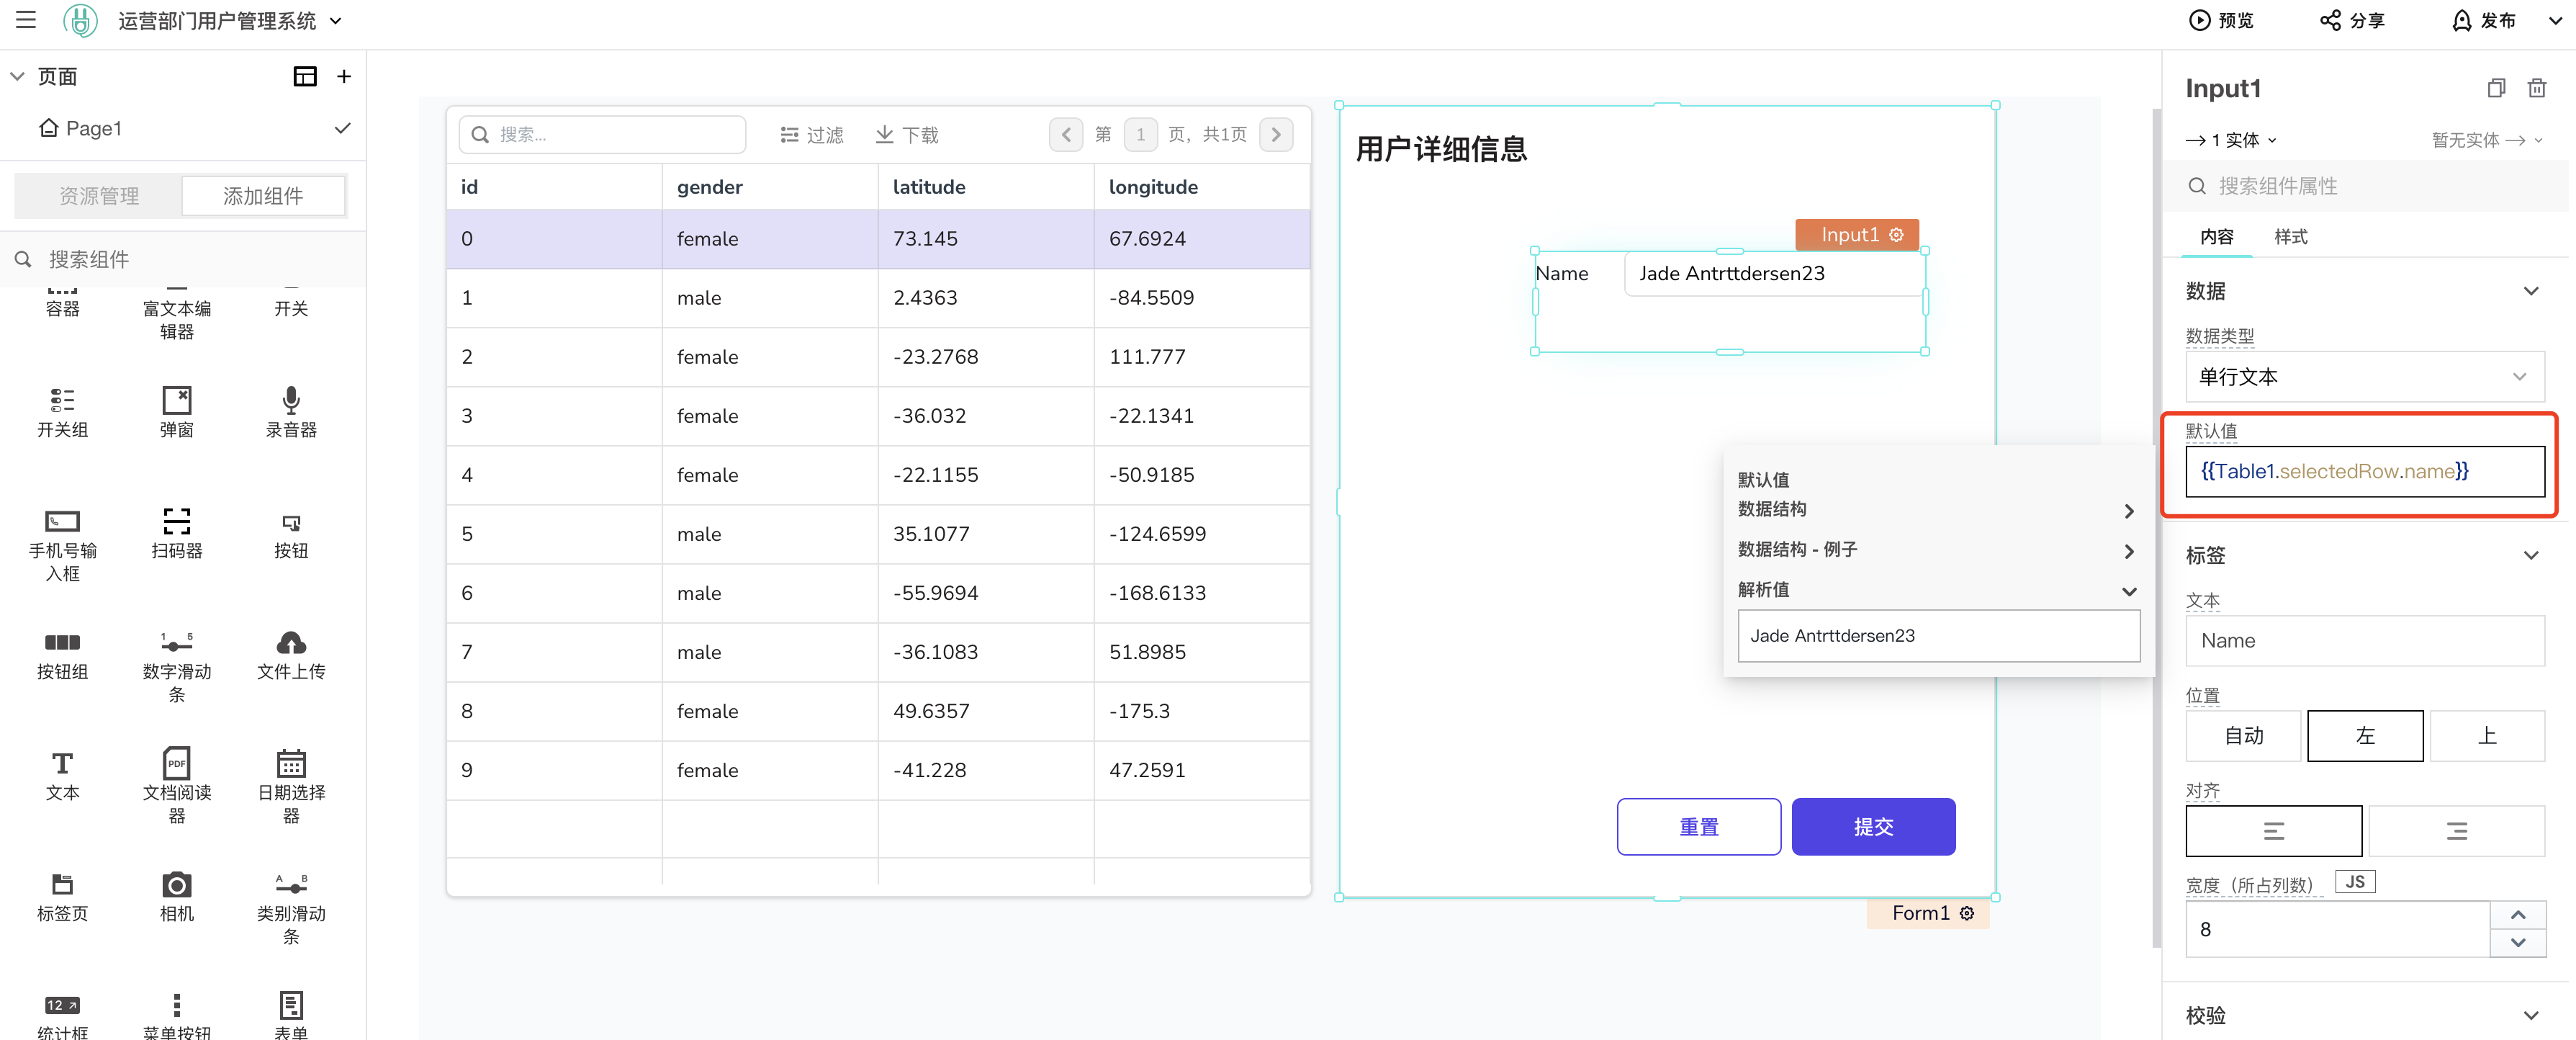 运营部门用户管理系统
预览
分享
发布
页面
Page1
资源管理
添加组件
搜索组件
容器
富文本编
辑器
开关
开关组
弹窗
录音器
手机号输
入框
扫码器
按钮
按钮组
1 5
数字滑动
条
文件上传
T
文本
PDF
文档阅读
器
日期选择
器
标签页
相机
A B
类别滑动
条
12
统计框
菜单按钮
表单
搜索...
过滤
下载
第 1 页，共1页
id gender latitude longitude
0 female 73.145 67.6924
1 male 2.4363 -84.5509
2 female -23.2768 111.777
3 female -36.032 -22.1341
4 female -22.1155 -50.9185
5 male 35.1077 -124.6599
6 male -55.9694 -168.6133
7 male -36.1083 51.8985
8 female 49.6357 -175.3
9 female -41.228 47.2591
用户详细信息
Input1
Name
Jade Antrttdersen23
默认值
数据结构
数据结构 - 例子
解析值
Jade Antrttdersen23
重置
提交
Form1
Input1
1 实体
暂无实体
搜索组件属性
内容
样式
数据
数据类型
单行文本
默认值
{{Table1.selectedRow.name}}
标签
文本
Name
位置
自动
左
上
对齐
宽度（所占列数）
JS
8
校验